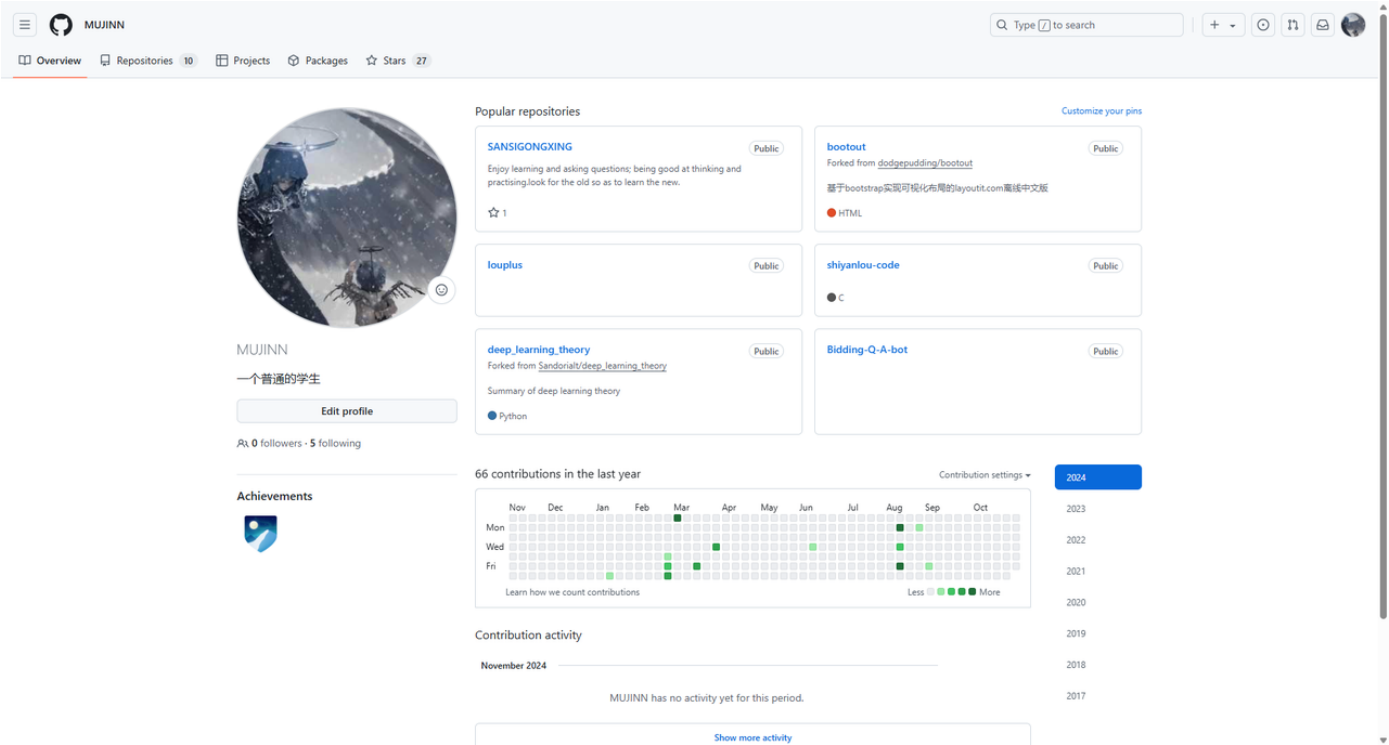 MUJINN
Type / to search
Overview
Repositories 10
Projects
Packages
Stars 27
MUJINN
一个普通的学生
Edit profile
0 followers · 5 following
Achievements
Popular repositories
Customize your pins
SANSIGONGXING
Public
Enjoy learning and asking questions; being good at thinking and
practising.look for the old so as to learn the new.
1
bootout
Public
Forked from dodgepudding/bootout
基于bootstrap实现可视化布局的layoutit.com离线中文版
HTML
louplus
Public
shiyanlou-code
Public
C
deep_learning_theory
Public
Forked from Sandorialt/deep_learning_theory
Summary of deep learning theory
Python
Bidding-Q-A-bot
Public
66 contributions in the last year
Contribution settings
Nov Dec Jan Feb Mar Apr May Jun Jul Aug Sep Oct
Mon
Wed
Fri
Learn how we count contributions
Less More
2024
2023
2022
2021
2020
2019
2018
2017
Contribution activity
November 2024
MUJINN has no activity yet for this period.
Show more activity